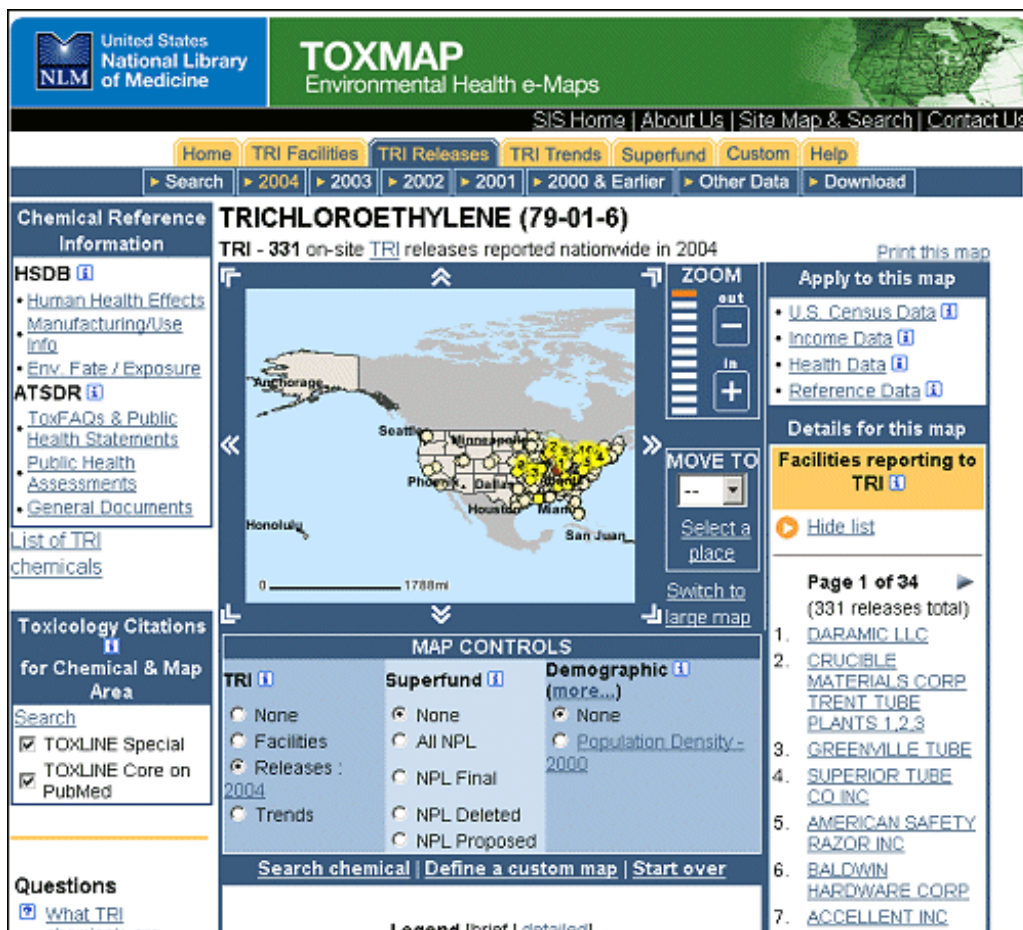 United States
National Library
of Medicine
NLM
TOXMAP
Environmental Health e-Maps
SIS Home | About Us | Site Map & Search | Contact Us
Home TRI Facilities TRI Releases TRI Trends Superfund Custom Help
Search 2004 2003 2002 2001 2000 & Earlier Other Data Download
Chemical Reference
Information
HSDB
Human Health Effects
Manufacturing/Use
Info
Env. Fate / Exposure
ATSDR
ToxFAQs & Public
Health Statements
Public Health
Assessments
General Documents
List of TRI
chemicals
Toxicology Citations
for Chemical & Map
Area
Search
TOXLINE Special
TOXLINE Core on
PubMed
Questions
What TRI
TRICHLOROETHYLENE (79-01-6)
TRI - 331 on-site TRI releases reported nationwide in 2004
Print this map
Anchorage
Seattle
Minneapolis
Phoenix
Dallas
Atlanta
Houston
Miami
Honolulu
San Juan
0 1788mi
ZOOM
out
in
MOVE TO
--
Select a
place
Switch to
large map
MAP CONTROLS
TRI
None
Facilities
Releases :
2004
Trends
Superfund
None
All NPL
NPL Final
NPL Deleted
NPL Proposed
Demographic
(more...)
None
Population Density -
2000
Search chemical | Define a custom map | Start over
Legend [brief | detailed]
Apply to this map
U.S. Census Data
Income Data
Health Data
Reference Data
Details for this map
Facilities reporting to
TRI
Hide list
Page 1 of 34
(331 releases total)
1. DARAMIC LLC
2. CRUCIBLE
MATERIALS CORP
TRENT TUBE
PLANTS 1,2,3
3. GREENVILLE TUBE
4. SUPERIOR TUBE
CO INC
5. AMERICAN SAFETY
RAZOR INC
6. BALDWIN
HARDWARE CORP
7. ACCELLENT INC